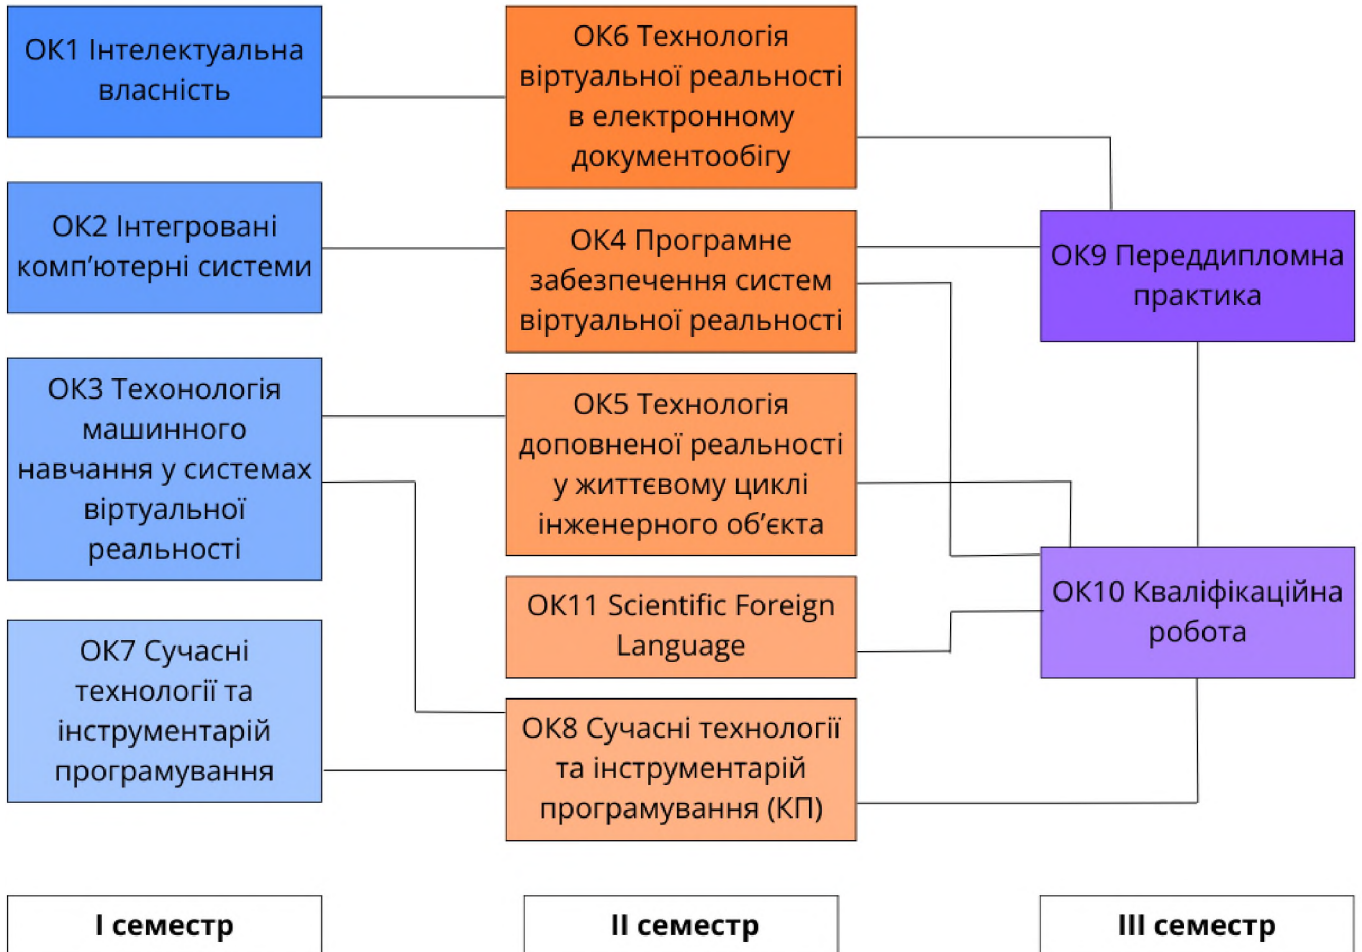 ОК1 Інтелектуальна
власність
ОК2 Інтегровані
комп’ютерні системи
ОК3 Техонологія
машинного
навчання у системах
віртуальної
реальності
ОК7 Сучасні
технології та
інструментарій
програмування
ОК6 Технологія
віртуальної реальності
в електронному
документообігу
ОК4 Програмне
забезпечення систем
віртуальної реальності
ОК5 Технологія
доповненої реальності
у життєвому циклі
інженерного об’єкта
ОК11 Scientific Foreign
Language
ОК8 Сучасні технології
та інструментарій
програмування (КП)
ОК9 Переддипломна
практика
ОК10 Кваліфікаційна
робота
І семестр
ІІ семестр
ІІІ семестр